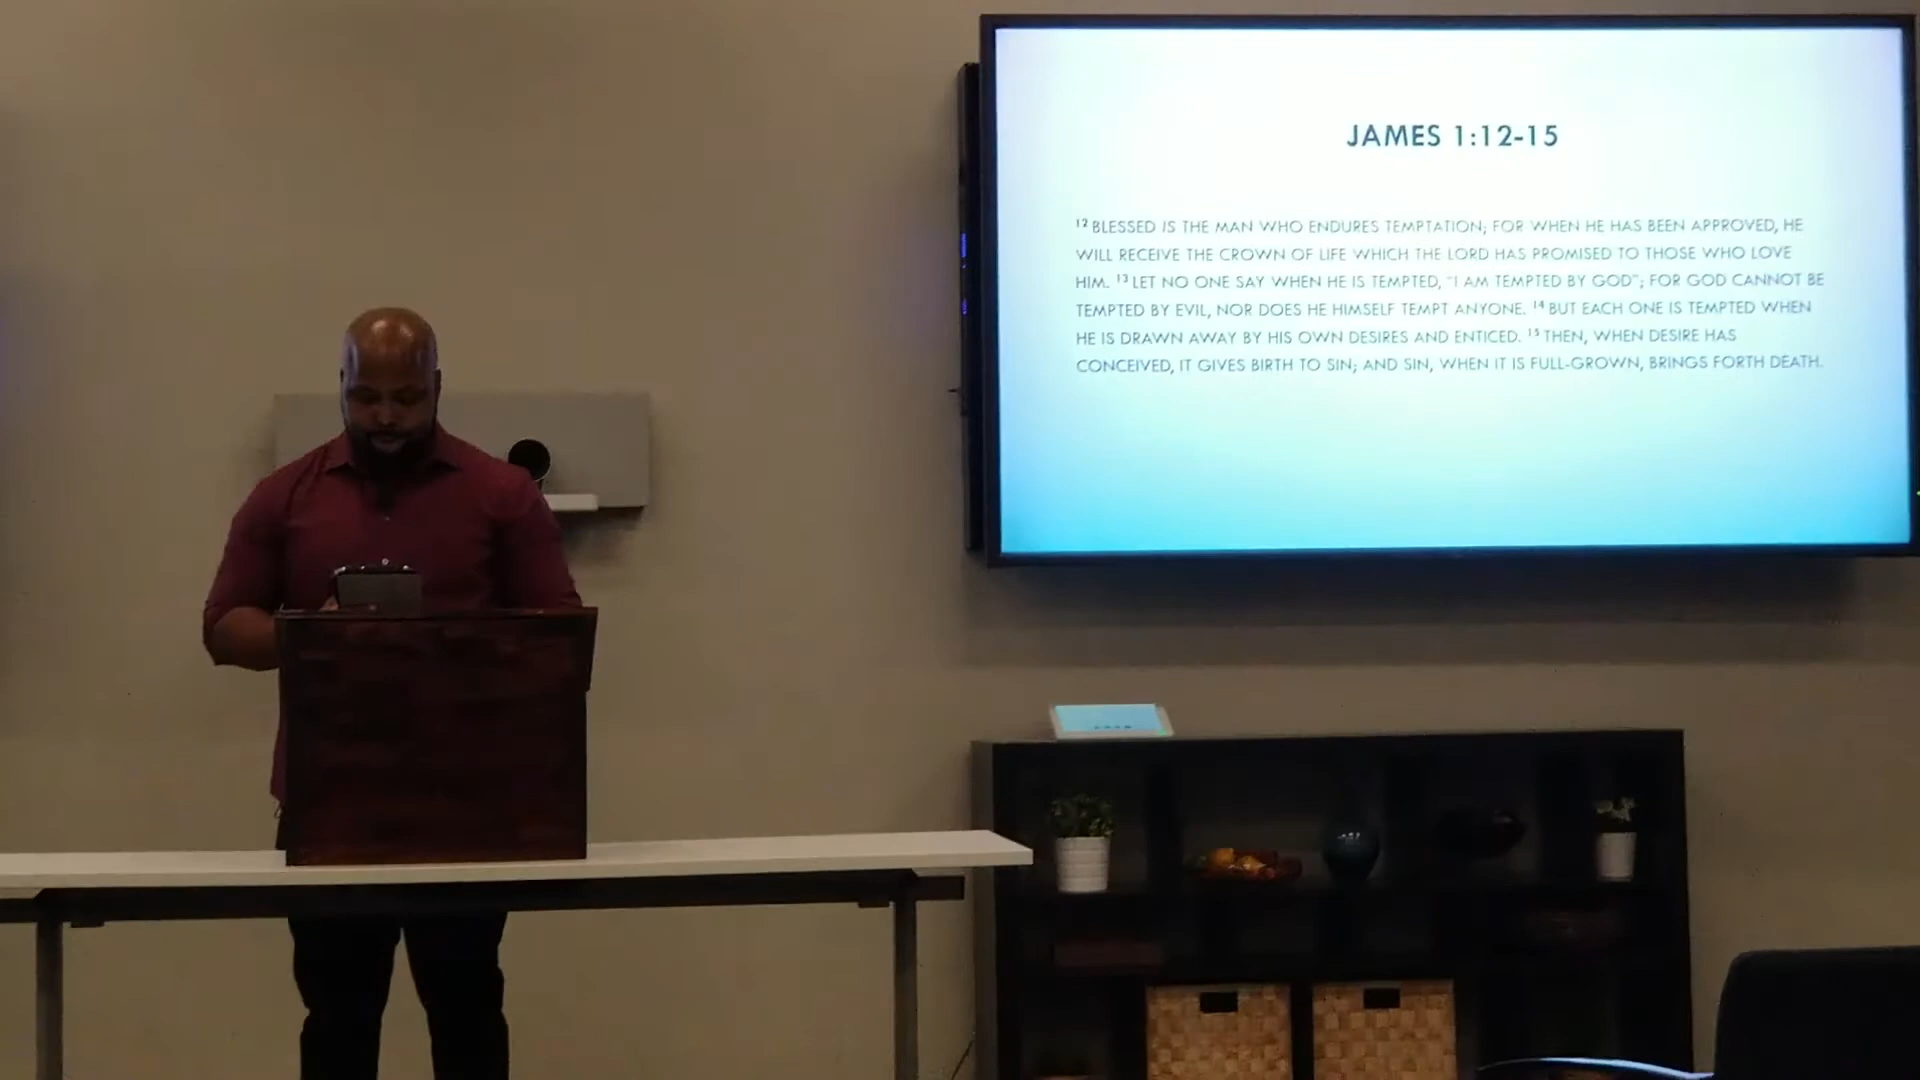 JAMES 1:12-15
¹² BLESSED IS THE MAN WHO ENDURES TEMPTATION; FOR WHEN HE HAS BEEN APPROVED, HE
WILL RECEIVE THE CROWN OF LIFE WHICH THE LORD HAS PROMISED TO THOSE WHO LOVE
HIM. ¹³ LET NO ONE SAY WHEN HE IS TEMPTED, "I AM TEMPTED BY GOD"; FOR GOD CANNOT BE
TEMPTED BY EVIL, NOR DOES HE HIMSELF TEMPT ANYONE. ¹⁴ BUT EACH ONE IS TEMPTED WHEN
HE IS DRAWN AWAY BY HIS OWN DESIRES AND ENTICED. ¹⁵ THEN, WHEN DESIRE HAS
CONCEIVED, IT GIVES BIRTH TO SIN; AND SIN, WHEN IT IS FULL-GROWN, BRINGS FORTH DEATH.